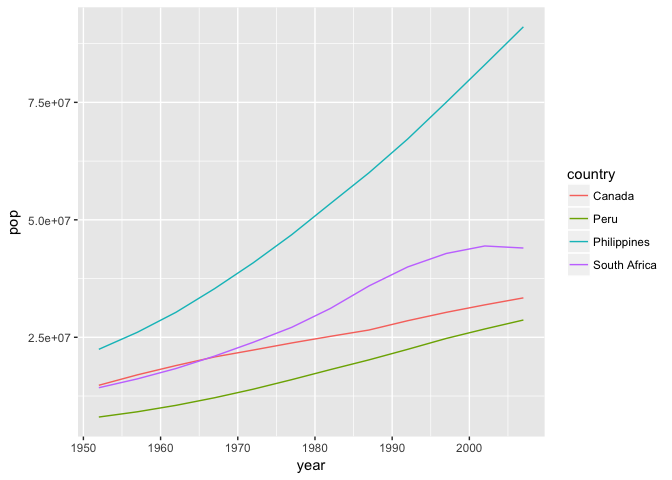 pop
7.5e+07
5.0e+07
2.5e+07
1950 1960 1970 1980 1990 2000
year
country
Canada
Peru
Philippines
South Africa